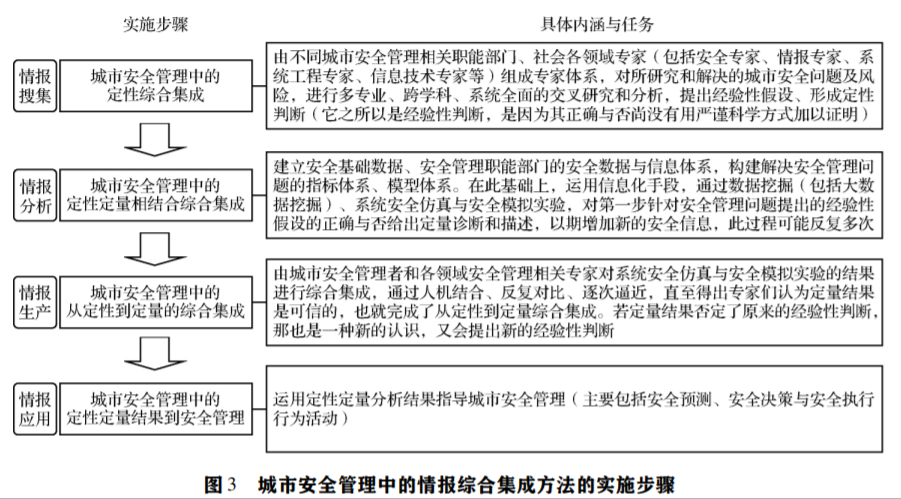 实施步骤
具体内涵与任务
情报
搜集
城市安全管理中的
定性综合集成
由不同城市安全管理相关职能部门、社会各领域专家（包括安全专家、情报专家、系
统工程专家、信息技术专家等）组成专家体系，对所研究和解决的城市安全问题及风
险，进行多专业、跨学科、系统全面的交叉研究和分析，提出经验性假设、形成定性
判断（它之所以是经验性判断，是因为其正确与否尚没有用严谨科学方式加以证明）
情报
分析
城市安全管理中的
定性定量相结合综合集成
建立安全基础数据、安全管理职能部门的安全数据与信息体系，构建解决安全管理问
题的指标体系、模型体系。在此基础上，运用信息化手段，通过数据挖掘（包括大数
据挖掘）、系统安全仿真与安全模拟实验，对第一步针对安全管理问题提出的经验性
假设的正确与否给出定量诊断和描述，以期增加新的安全信息，此过程可能反复多次
情报
生产
城市安全管理中的
从定性到定量的综合集成
由城市安全管理者和各领域安全管理相关专家对系统安全仿真与安全模拟实验的结果
进行综合集成，通过人机结合、反复对比、逐次逼近，直至得出专家们认为定量结果
是可信的，也就完成了从定性到定量综合集成。若定量结果否定了原来的经验性判断，
那也是一种新的认识，又会提出新的经验性判断
情报
应用
城市安全管理中的
定性定量结果到安全管理
运用定性定量分析结果指导城市安全管理（主要包括安全预测、安全决策与安全执行
行为活动）
图 3 城市安全管理中的情报综合集成方法的实施步骤